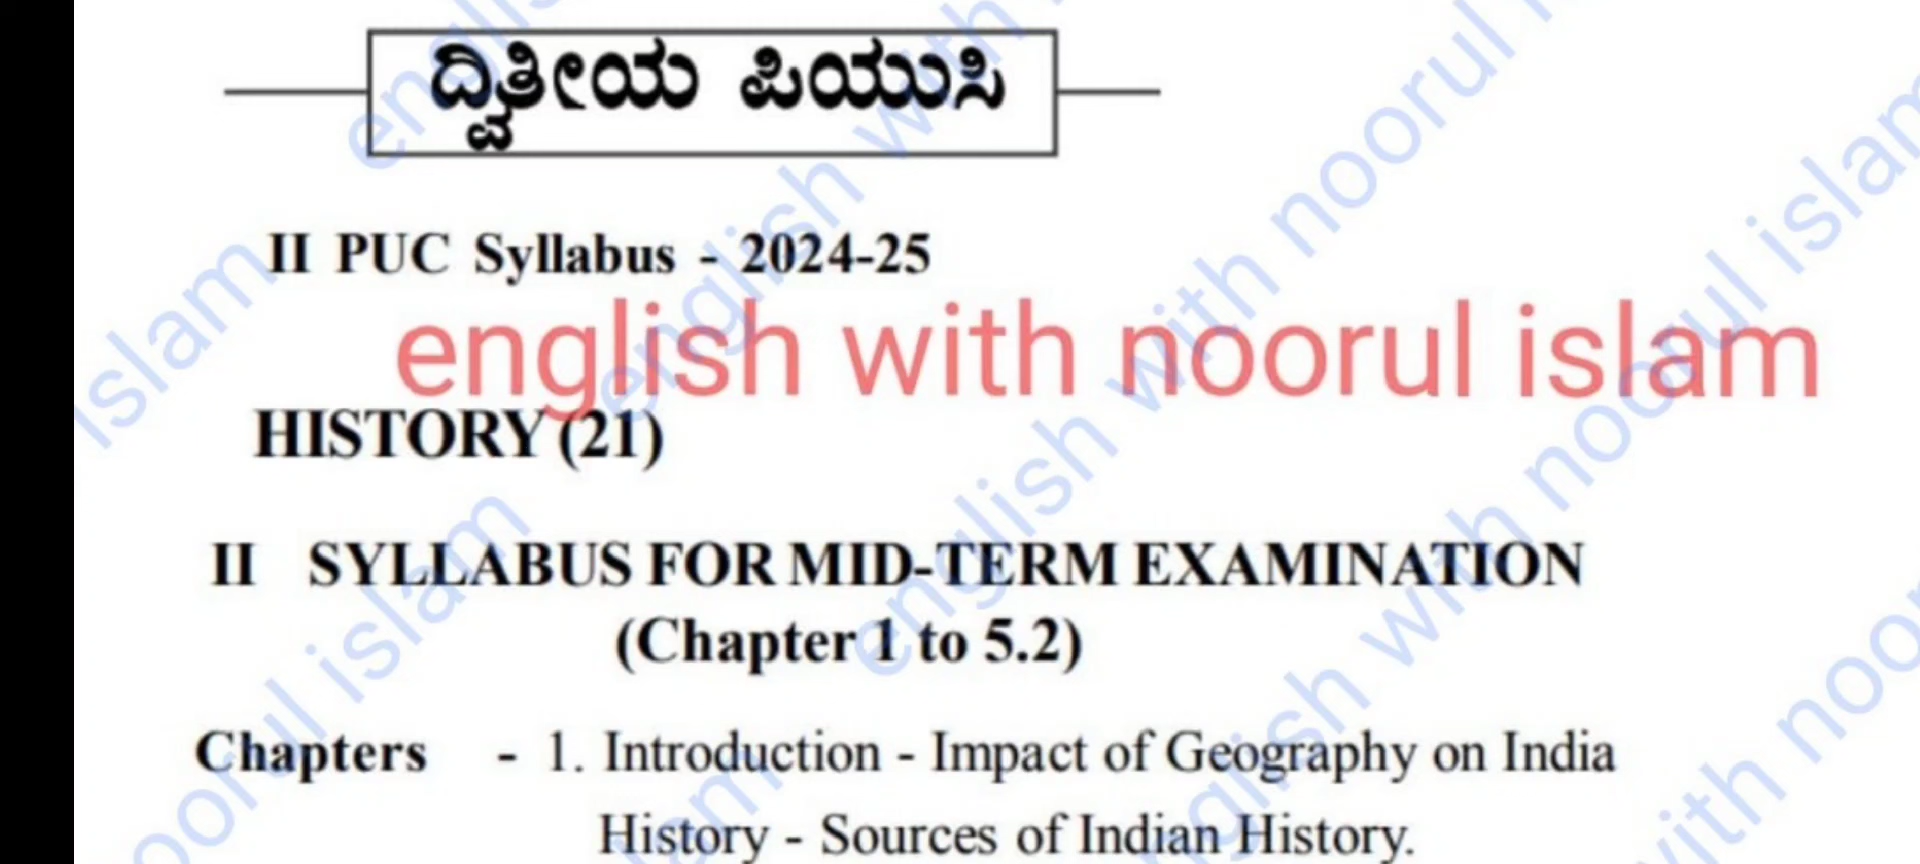 ದ್ವಿತೀಯ ಪಿಯುಸಿ
II PUC Syllabus - 2024-25
english with noorul islam
HISTORY (21)
II SYLLABUS FOR MID-TERM EXAMINATION
(Chapter 1 to 5.2)
Chapters - 1. Introduction - Impact of Geography on India
History - Sources of Indian History.